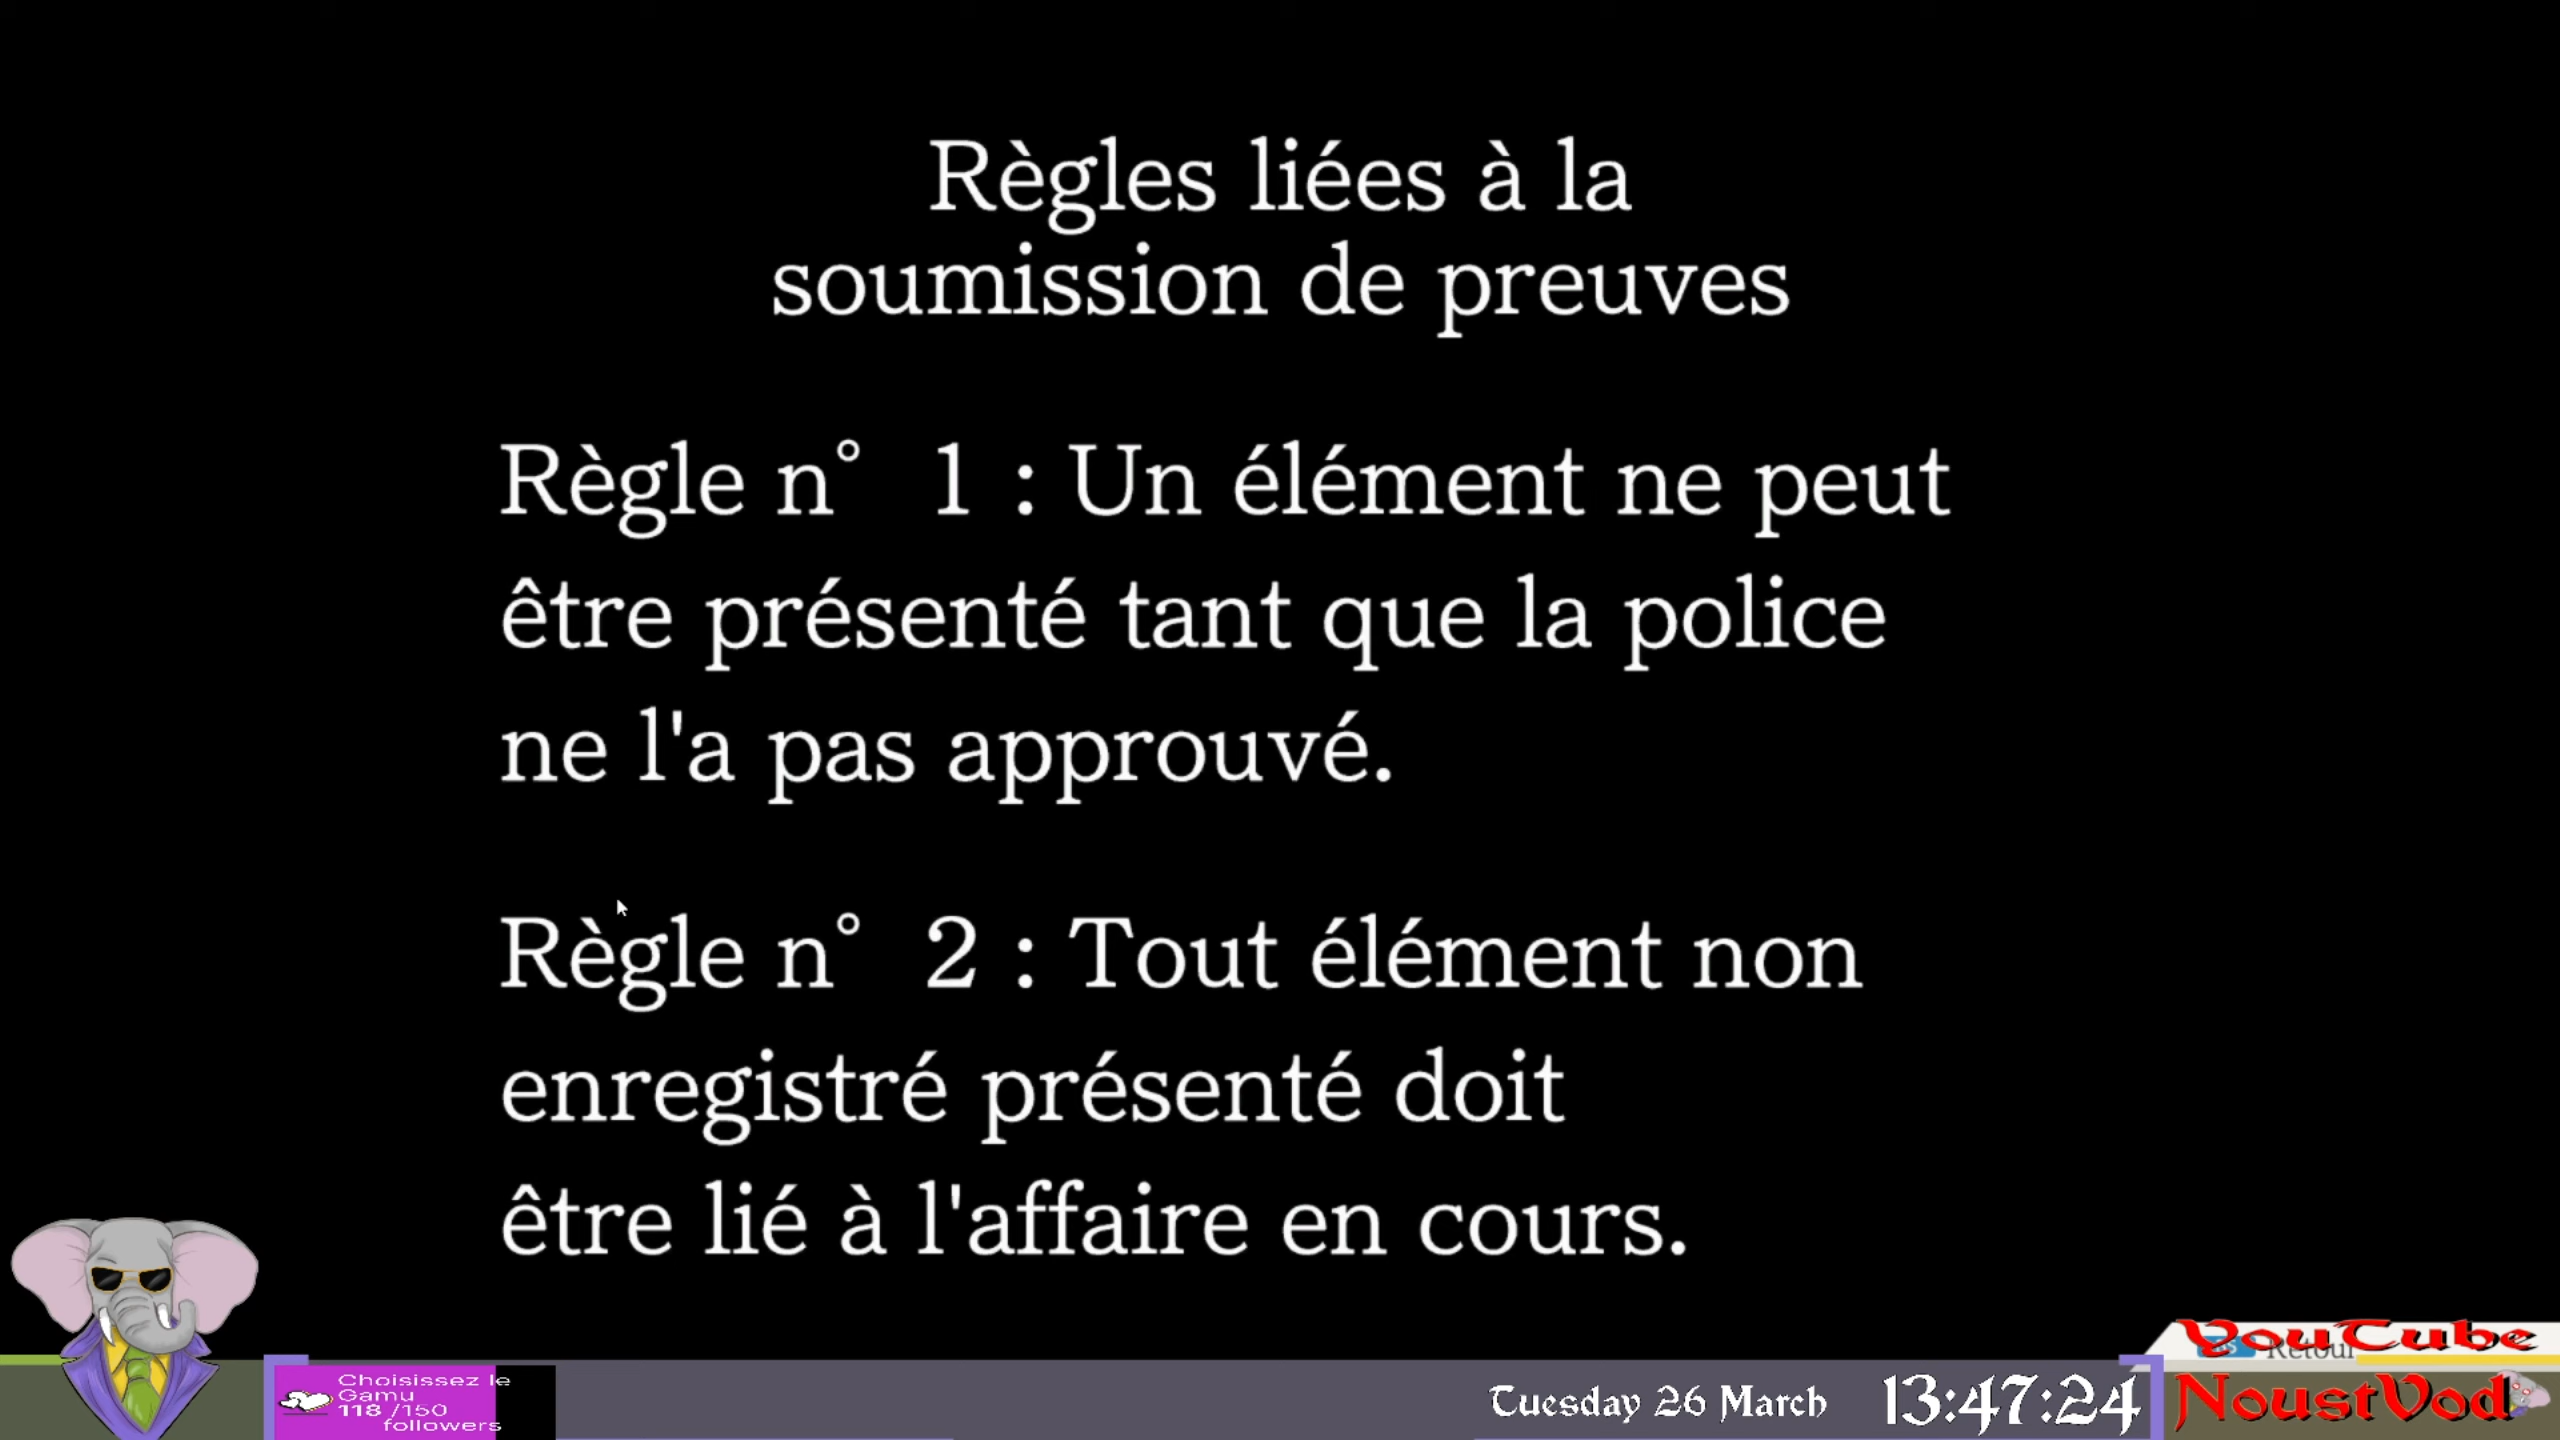 Règles liées à la
soumission de preuves
Règle n° 1 : Un élément ne peut
être présenté tant que la police
ne l'a pas approuvé.
Règle n° 2 : Tout élément non
enregistré présenté doit
être lié à l'affaire en cours.
Choisissez le
Gamu
118 /150
followers
Tuesday 26 March
13:47:24
YouTube
Retour
NoustVod